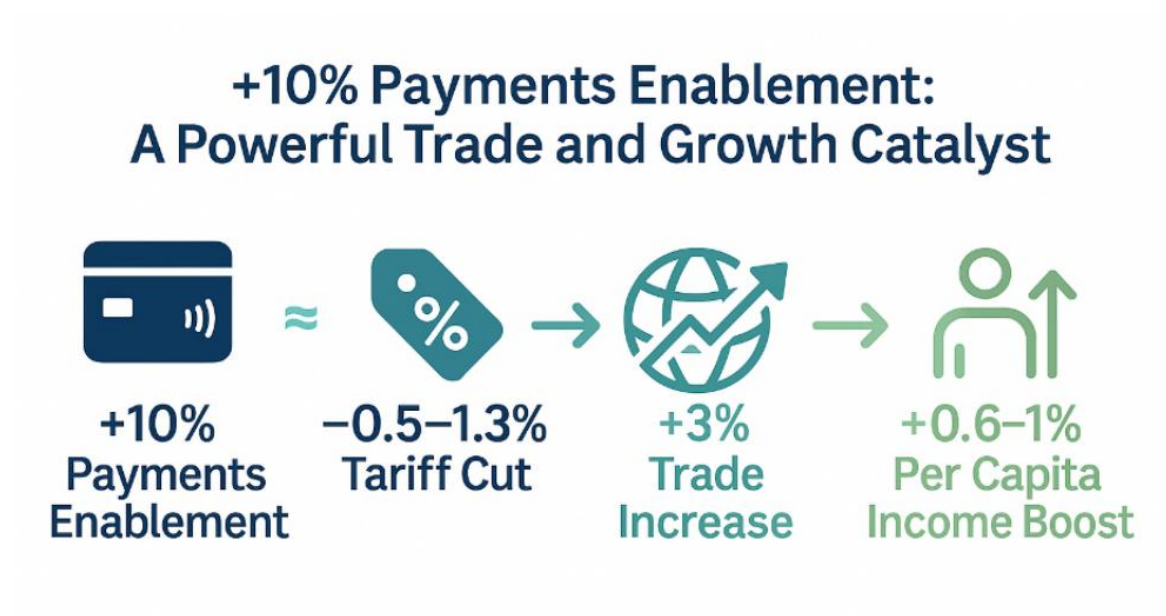 +10% Payments Enablement:
A Powerful Trade and Growth Catalyst
%
≈
+10%
Payments
Enablement
−0.5–1.3%
Tariff Cut
+3%
Trade
Increase
+0.6–1%
Per Capita
Income Boost